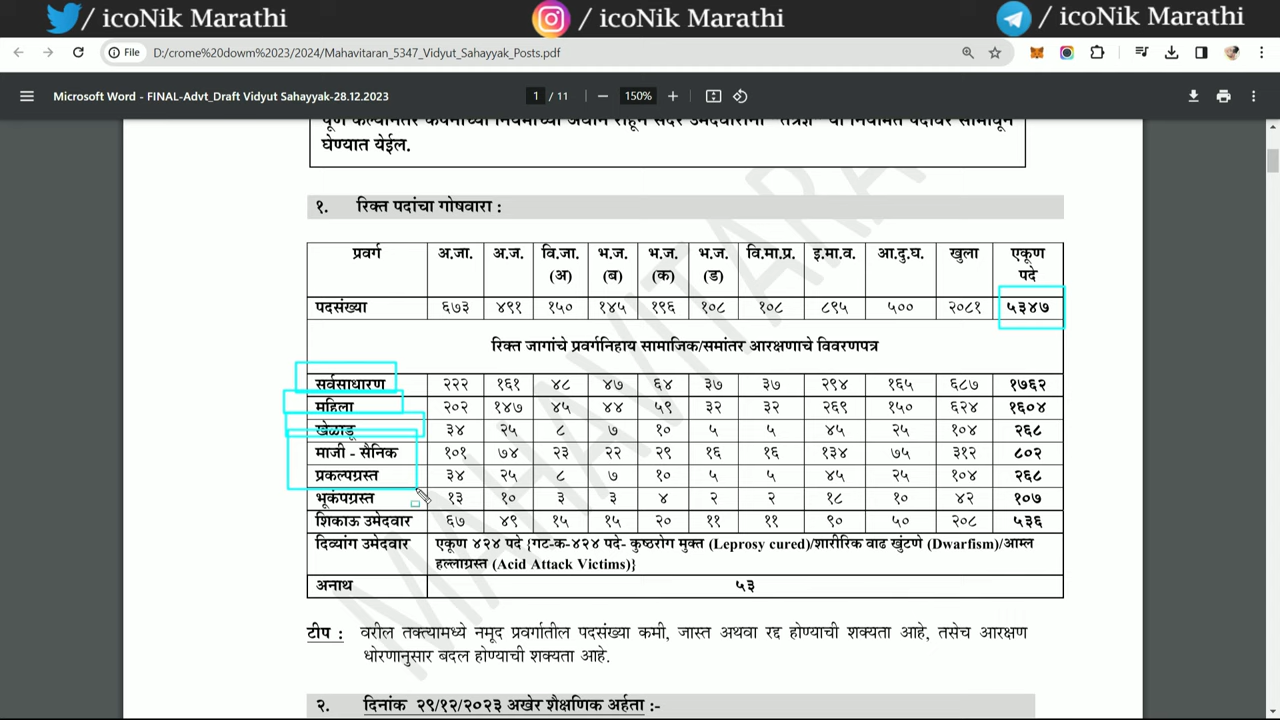 / icoNik Marathi / icoNik Marathi / icoNik Marathi
File D:/crome%20dowm%2023/2024/Mahavitaran_5347_Vidyut_Sahayyak_Posts.pdf
Microsoft Word - FINAL-Advt_Draft Vidyut Sahayyak-28.12.2023 1 / 11 150%
घेण्यात येईल.
१. रिक्त पदांचा गोषवारा :
प्रवर्ग अ.जा. अ.ज. वि.जा. (अ) भ.ज. (ब) भ.ज. (क) भ.ज. (ड) वि.मा.प्र. इ.मा.व. आ.दु.घ. खुला एकूण पदे
पदसंख्या ६७३ ४९१ १५० १४५ १९६ १०८ १०८ ८९५ ५०० २०८१ ५३४७
रिक्त जागांचे प्रवर्गनिहाय सामाजिक/समांतर आरक्षणाचे विवरणपत्र
सर्वसाधारण २२२ १६१ ४८ ४७ ६४ ३७ ३७ २९४ १६५ ६८७ १७६२
महिला २०२ १४७ ४५ ४४ ५९ ३२ ३२ २६९ १५० ६२४ १६०४
खेळाडू ३४ २५ ८ ७ १० ५ ५ ४५ २५ १०४ २६८
माजी - सैनिक १०१ ७४ २३ २२ २९ १६ १६ १३४ ७५ ३१२ ८०२
प्रकल्पग्रस्त ३४ २५ ८ ७ १० ५ ५ ४५ २५ १०४ २६८
भूकंपग्रस्त १३ १० ३ ३ ४ २ २ १८ १० ४२ १०७
शिकाऊ उमेदवार ६७ ४९ १५ १५ २० ११ ११ ९० ५० २०८ ५३६
दिव्यांग उमेदवार एकूण ४२४ पदे {गट-क-४२४ पदे- कुष्ठरोग मुक्त (Leprosy cured)/शारीरिक वाढ खुंटणे (Dwarfism)/आम्ल
हल्लाग्रस्त (Acid Attack Victims)}
अनाथ ५३
टीप : वरील तक्त्यामध्ये नमूद प्रवर्गातील पदसंख्या कमी, जास्त अथवा रद्द होण्याची शक्यता आहे, तसेच आरक्षण
धोरणानुसार बदल होण्याची शक्यता आहे.
२. दिनांक २९/१२/२०२३ अखेर शैक्षणिक अर्हता :-
MAHAVITARA